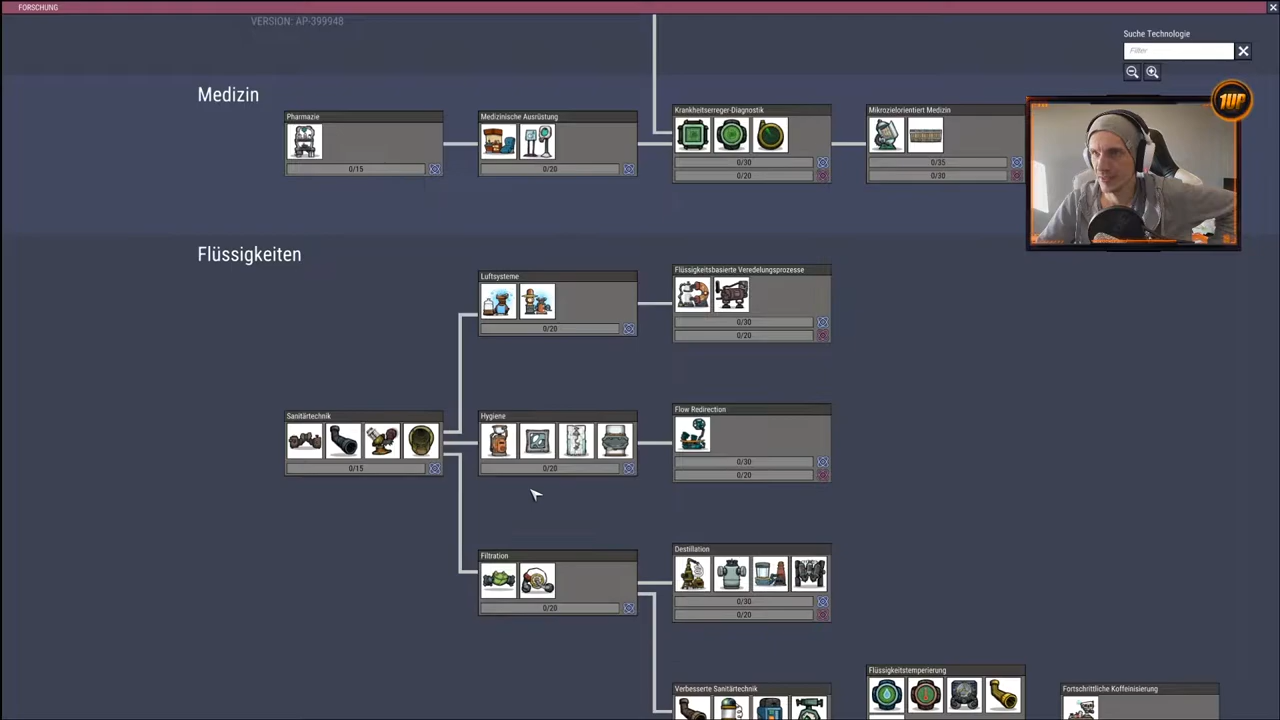 FORSCHUNG
VERSION: AP-399948
Suche Technologie
Filter
1UP
Medizin
Pharmazie
0/15
Medizinische Ausrüstung
0/20
Krankheitserreger-Diagnostik
0/30
0/20
Mikrozielorientiert Medizin
0/35
0/30
Flüssigkeiten
Luftsysteme
0/20
Flüssigkeitsbasierte Veredelungsprozesse
0/30
0/20
Sanitärtechnik
0/15
Hygiene
0/20
Flow Redirection
0/30
0/20
Filtration
0/20
Destillation
0/30
0/20
Verbesserte Sanitärtechnik
Flüssigkeitstemperierung
Fortschrittliche Koffeinisierung